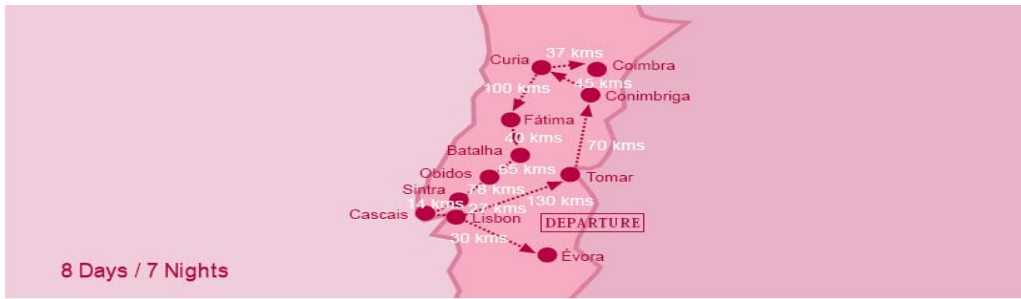 37 kms
Curia
Coimbra
45 kms
100 kms
Conimbriga
Fátima
40 kms
Batalha
70 kms
65 kms
Obidos
Tomar
Sintra
78 kms
14 kms
27 kms
130 kms
Cascais
Lisbon
DEPARTURE
30 kms
Évora
8 Days / 7 Nights